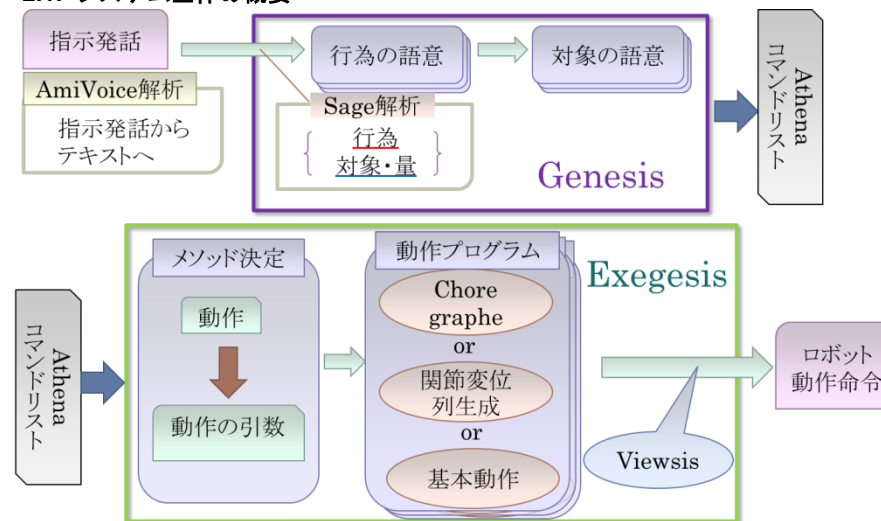 指示発話
行為の語意
対象の語意
AmiVoice解析
指示発話から
テキストへ
Sage解析
行為
対象・量
Genesis
Athena
コマンドリスト
メソッド決定
動作
動作の引数
動作プログラム
Chore
graphe
or
関節変位
列生成
or
基本動作
Exegesis
Viewsis
Athena
コマンドリスト
ロボット
動作命令